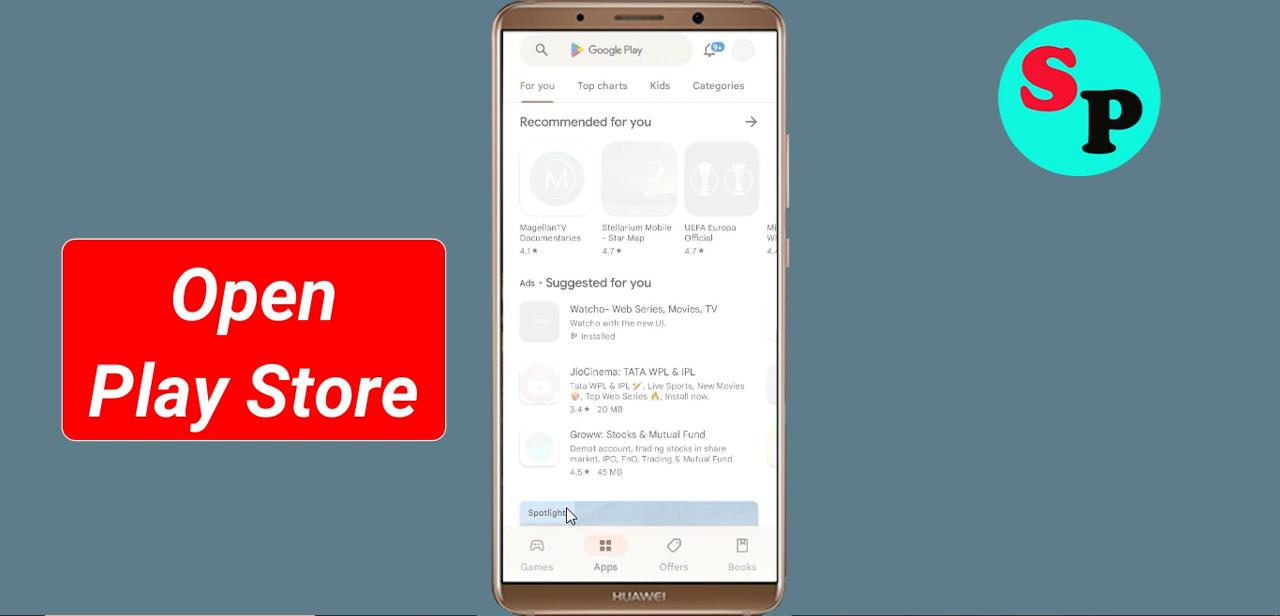 Open
Play Store
Google Play
9+
For you
Top charts
Kids
Categories
Recommended for you
M
MagellanTV
Documentaries
4.1★
Stellarium Mobile
- Star Map
4.7★
UEFA Europa
Official
4.7★
Ads • Suggested for you
Watcho- Web Series, Movies, TV
Watcho with the new UI.
Installed
JioCinema: TATA WPL & IPL
Tata WPL & IPL 🏏, Live Sports, New Movies
🍿, Top Web Series 🔥, Install now.
3.4★ 20 MB
Groww: Stocks & Mutual Fund
Demat account, trading stocks in share
market, IPO, FnO. Trading & Mutual Fund.
4.5★ 45 MB
Spotlight
Games
Apps
Offers
Books
HUAWEI
SP